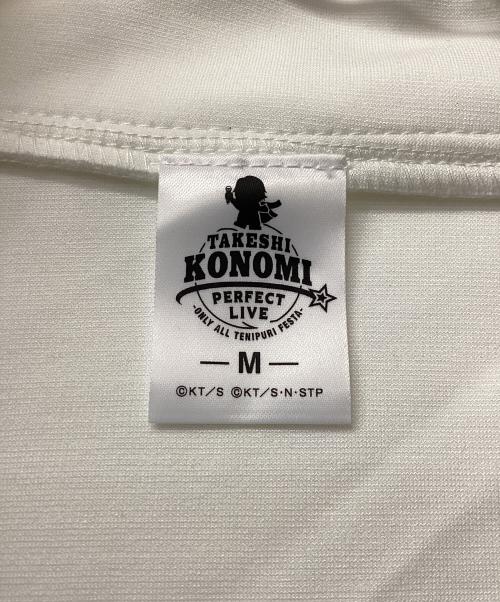 TAKESHI
KONOMI
PERFECT
LIVE
-ONLY ALL TENIPURI FESTA-
— M —
©KT/S ©KT/S・N・STP